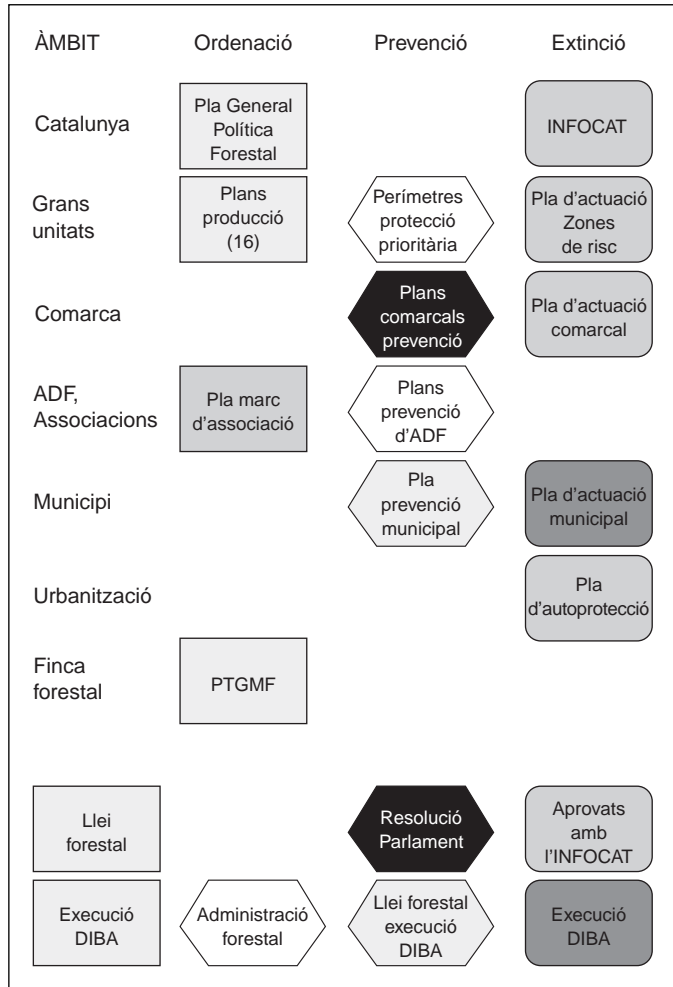 ÀMBIT
Ordenació
Prevenció
Extinció
Catalunya
Pla General
Política
Forestal
INFOCAT
Grans
unitats
Plans
producció
(16)
Perímetres
protecció
prioritària
Pla d'actuació
Zones
de risc
Comarca
Plans
comarcals
prevenció
Pla d'actuació
comarcal
ADF,
Associacions
Pla marc
d'associació
Plans
prevenció
d'ADF
Municipi
Pla
prevenció
municipal
Pla d'actuació
municipal
Urbanització
Pla
d'autoprotecció
Finca
forestal
PTGMF
Llei
forestal
Resolució
Parlament
Aprovats
amb
l'INFOCAT
Execució
DIBA
Administració
forestal
Llei forestal
execució
DIBA
Execució
DIBA